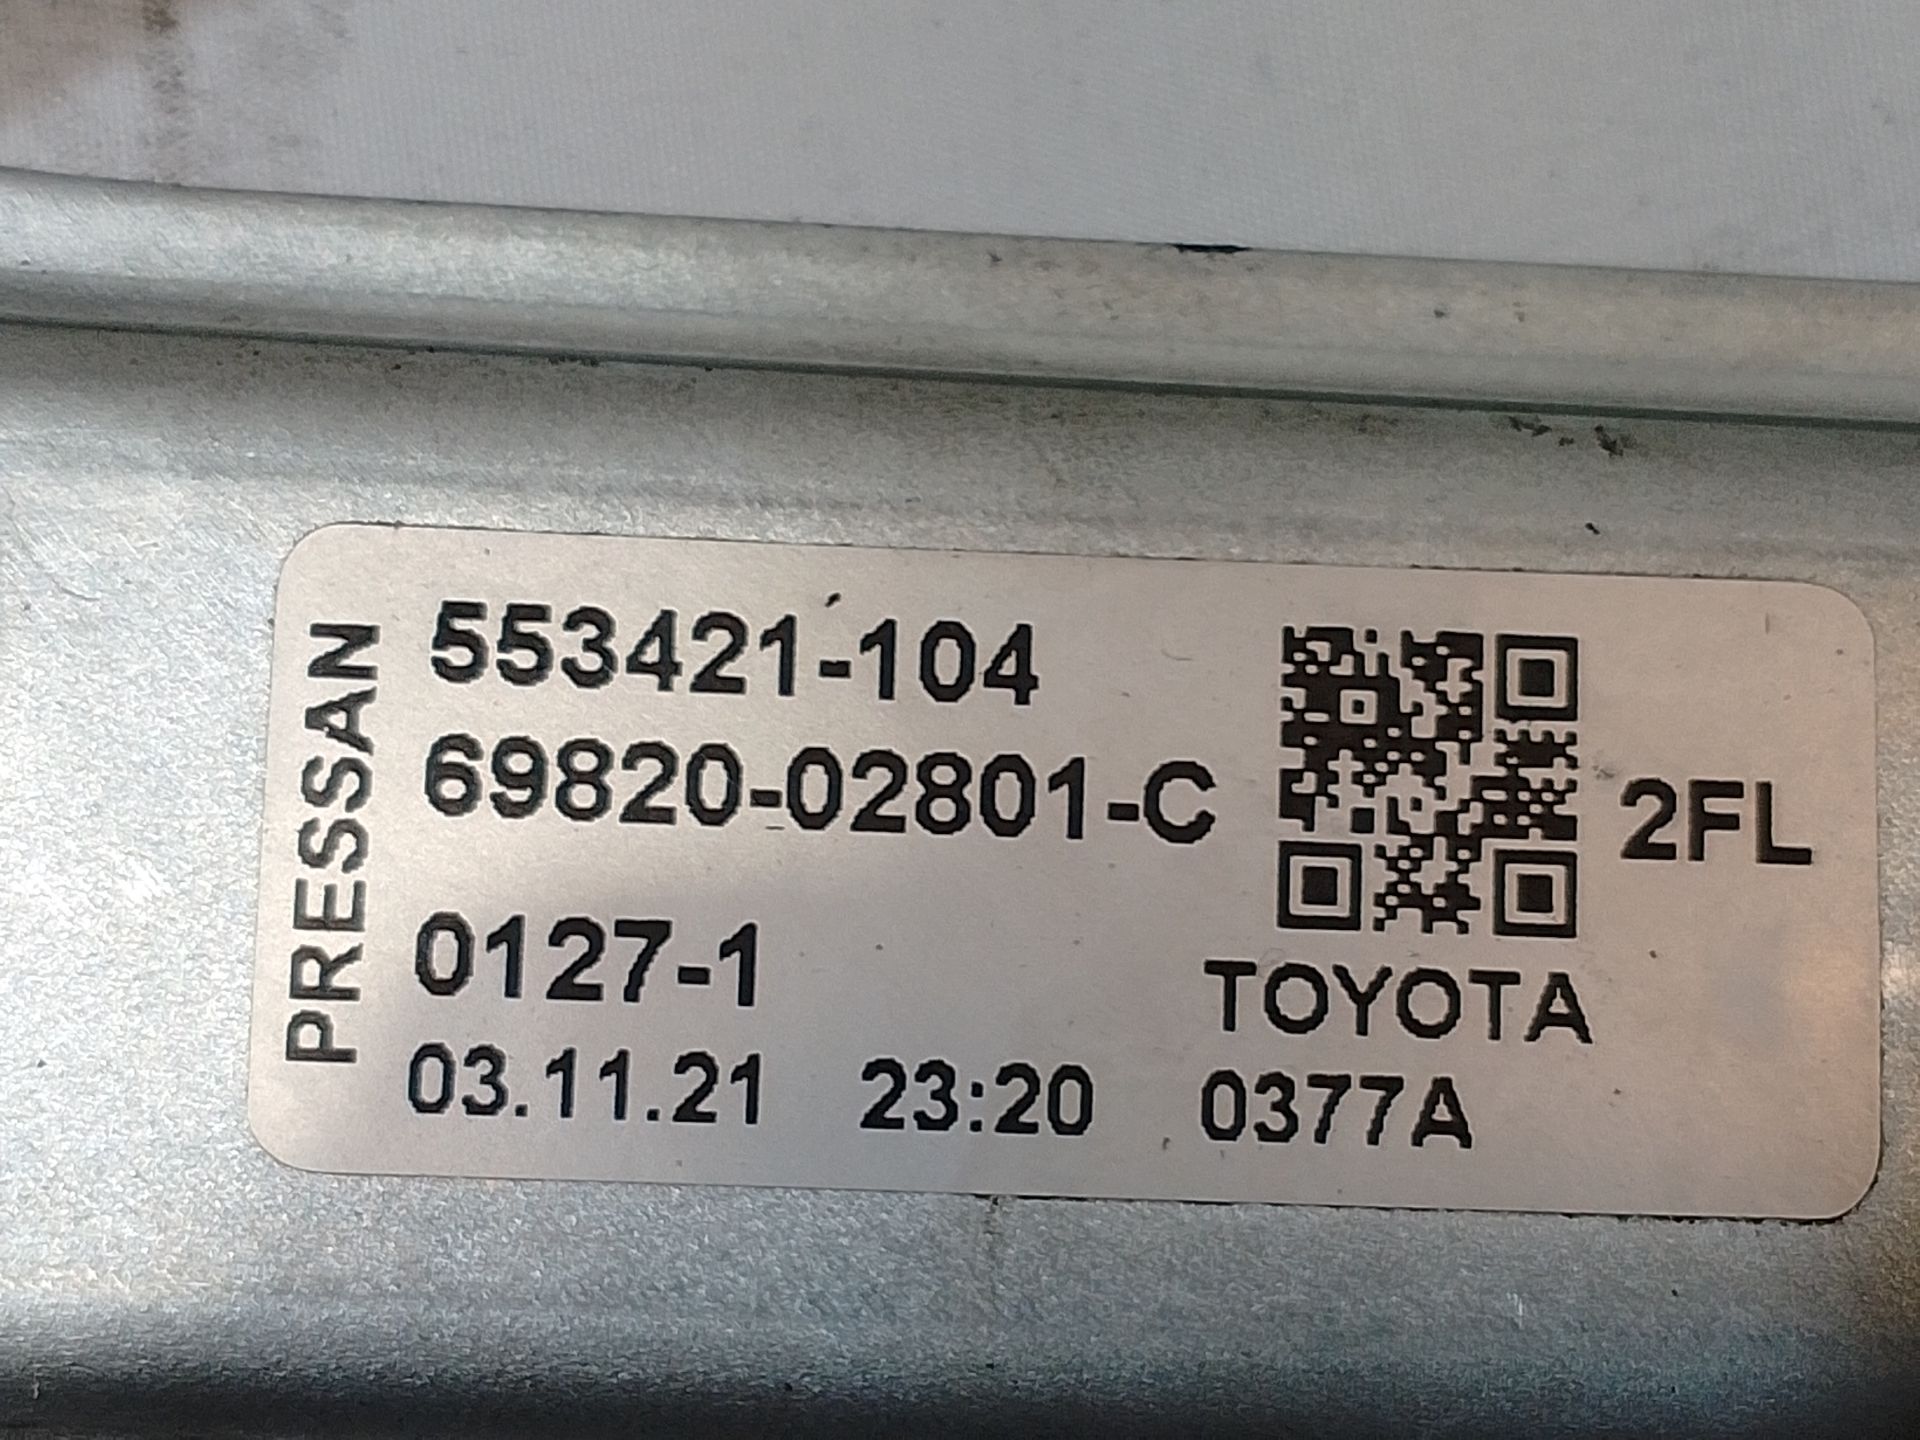 PRESSAN
553421-104
69820-02801-C
2FL
0127-1
TOYOTA
03.11.21 23:20 0377A